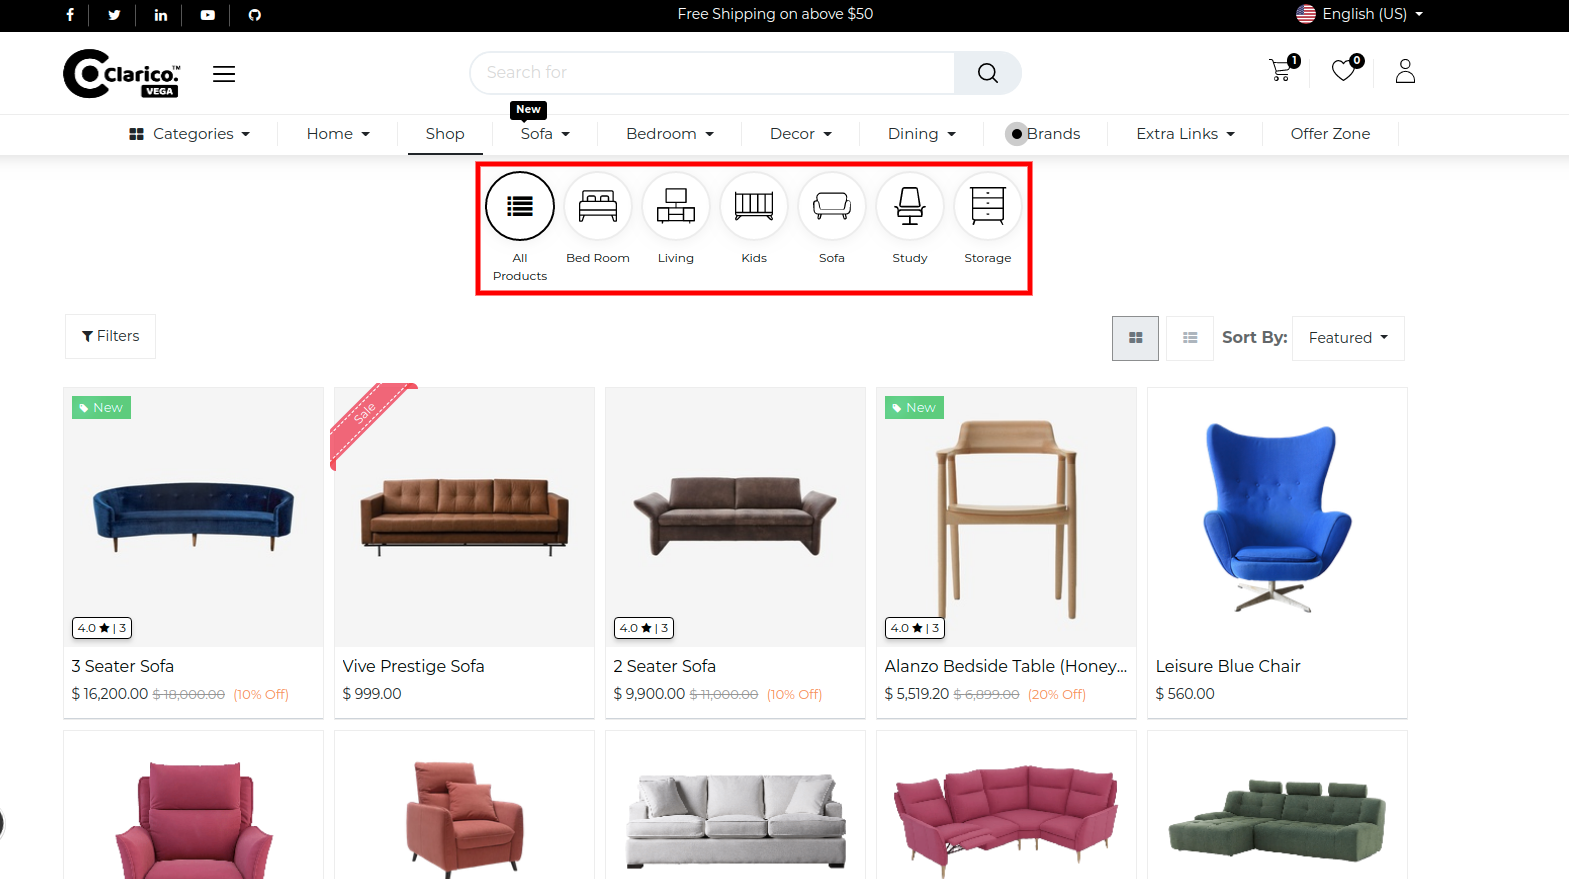 Free Shipping on above $50
English (US)
Clarico.™
VEGA
Search for
1
0
New
Categories
Home
Shop
Sofa
Bedroom
Decor
Dining
Brands
Extra Links
Offer Zone
All
Products
Bed Room
Living
Kids
Sofa
Study
Storage
Filters
Sort By:
Featured
New
Sale
New
4.0 ★ | 3
4.0 ★ | 3
4.0 ★ | 3
3 Seater Sofa
$ 16,200.00 $ 18,000.00 (10% Off)
Vive Prestige Sofa
$ 999.00
2 Seater Sofa
$ 9,900.00 $ 11,000.00 (10% Off)
Alanzo Bedside Table (Honey...
$ 5,519.20 $ 6,899.00 (20% Off)
Leisure Blue Chair
$ 560.00